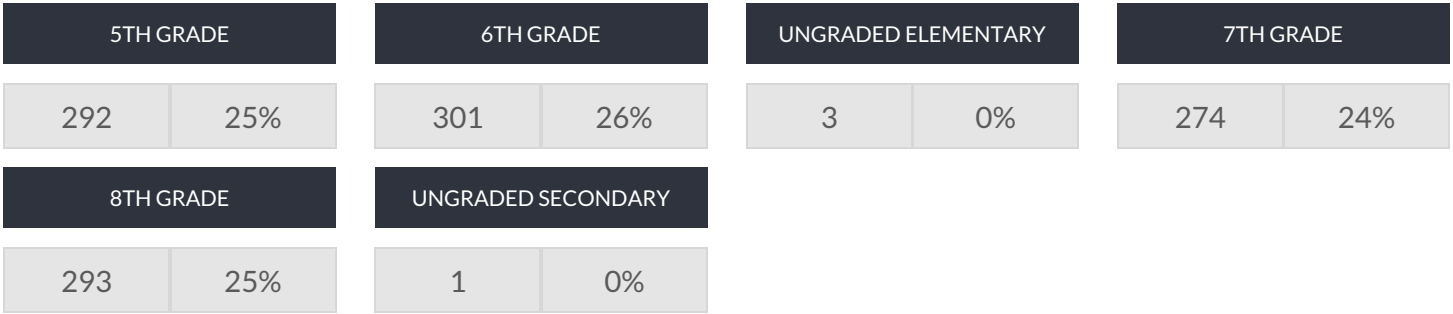 5TH GRADE 6TH GRADE UNGRADED ELEMENTARY 7TH GRADE
292 25% 301 26% 3 0% 274 24%
8TH GRADE UNGRADED SECONDARY
293 25% 1 0%